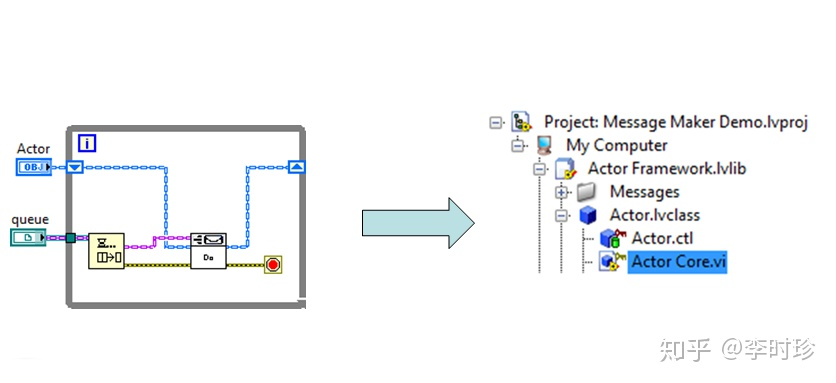 Actor
OBJ
queue
i
Do
Project: Message Maker Demo.lvproj
My Computer
Actor Framework.lvlib
Messages
Actor.lvclass
Actor.ctl
Actor Core.vi
知乎 @李时珍